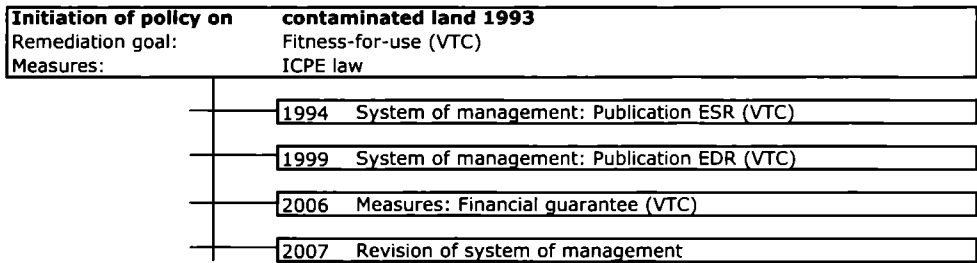 Initiation of policy on contaminated land 1993
Remediation goal: Fitness-for-use (VTC)
Measures: ICPE law
1994 System of management: Publication ESR (VTC)
1999 System of management: Publication EDR (VTC)
2006 Measures: Financial guarantee (VTC)
2007 Revision of system of management